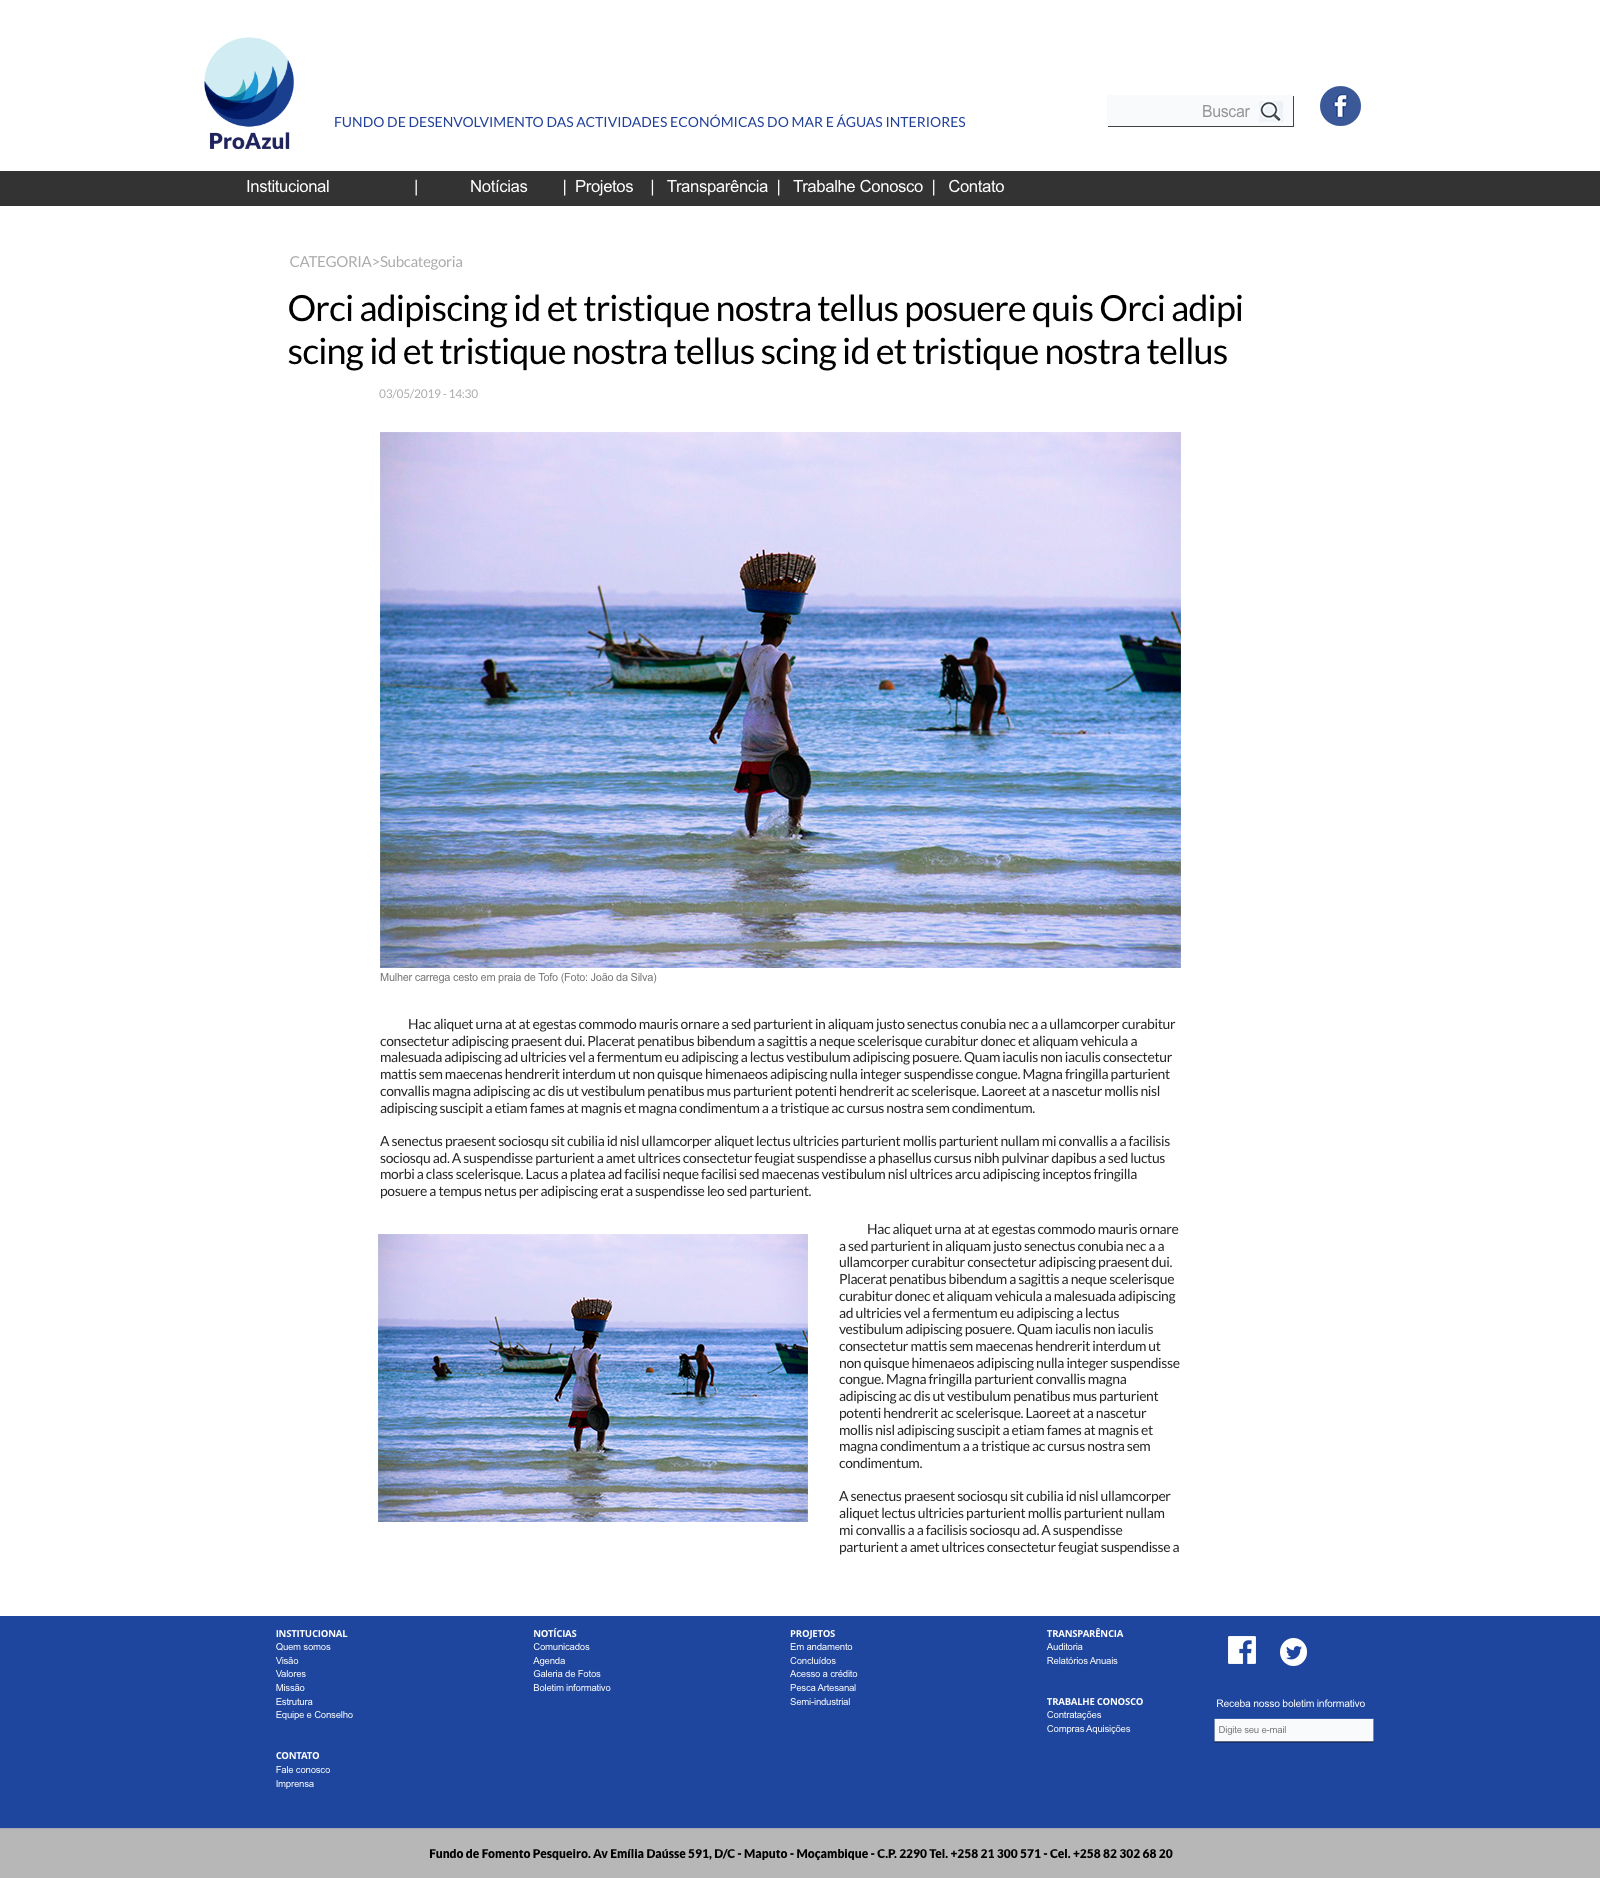 ProAzul
FUNDO DE DESENVOLVIMENTO DAS ACTIVIDADES ECONÓMICAS DO MAR E ÁGUAS INTERIORES
Buscar
Institucional | Notícias | Projetos | Transparência | Trabalhe Conosco | Contato
CATEGORIA>Subcategoria
Orci adipiscing id et tristique nostra tellus posuere quis Orci adipi
scing id et tristique nostra tellus scing id et tristique nostra tellus
03/05/2019 - 14:30
Mulher carrega cesto em praia de Tofo (Foto: João da Silva)
Hac aliquet urna at at egestas commodo mauris ornare a sed parturient in aliquam justo senectus conubia nec a a ullamcorper curabitur
consectetur adipiscing praesent dui. Placerat penatibus bibendum a sagittis a neque scelerisque curabitur donec et aliquam vehicula a
malesuada adipiscing ad ultricies vel a fermentum eu adipiscing a lectus vestibulum adipiscing posuere. Quam iaculis non iaculis consectetur
mattis sem maecenas hendrerit interdum ut non quisque himenaeos adipiscing nulla integer suspendisse congue. Magna fringilla parturient
convallis magna adipiscing ac dis ut vestibulum penatibus mus parturient potenti hendrerit ac scelerisque. Laoreet at a nascetur mollis nisl
adipiscing suscipit a etiam fames at magnis et magna condimentum a a tristique ac cursus nostra sem condimentum.
A senectus praesent sociosqu sit cubilia id nisl ullamcorper aliquet lectus ultricies parturient mollis parturient nullam mi convallis a a facilisis
sociosqu ad. A suspendisse parturient a amet ultrices consectetur feugiat suspendisse a phasellus cursus nibh pulvinar dapibus a sed luctus
morbi a class scelerisque. Lacus a platea ad facilisi neque facilisi sed maecenas vestibulum nisl ultrices arcu adipiscing inceptos fringilla
posuere a tempus netus per adipiscing erat a suspendisse leo sed parturient.
Hac aliquet urna at at egestas commodo mauris ornare
a sed parturient in aliquam justo senectus conubia nec a a
ullamcorper curabitur consectetur adipiscing praesent dui.
Placerat penatibus bibendum a sagittis a neque scelerisque
curabitur donec et aliquam vehicula a malesuada adipiscing
ad ultricies vel a fermentum eu adipiscing a lectus
vestibulum adipiscing posuere. Quam iaculis non iaculis
consectetur mattis sem maecenas hendrerit interdum ut
non quisque himenaeos adipiscing nulla integer suspendisse
congue. Magna fringilla parturient convallis magna
adipiscing ac dis ut vestibulum penatibus mus parturient
potenti hendrerit ac scelerisque. Laoreet at a nascetur
mollis nisl adipiscing suscipit a etiam fames at magnis et
magna condimentum a a tristique ac cursus nostra sem
condimentum.
A senectus praesent sociosqu sit cubilia id nisl ullamcorper
aliquet lectus ultricies parturient mollis parturient nullam
mi convallis a a facilisis sociosqu ad. A suspendisse
parturient a amet ultrices consectetur feugiat suspendisse a
INSTITUCIONAL
Quem somos
Visão
Valores
Missão
Estrutura
Equipe e Conselho
CONTATO
Fale conosco
Imprensa
NOTÍCIAS
Comunicados
Agenda
Galeria de Fotos
Boletim informativo
PROJETOS
Em andamento
Concluídos
Acesso a crédito
Pesca Artesanal
Semi-industrial
TRANSPARÊNCIA
Auditoria
Relatórios Anuais
TRABALHE CONOSCO
Contratações
Compras Aquisições
Receba nosso boletim informativo
Digite seu e-mail
Fundo de Fomento Pesqueiro. Av Emília Daússe 591, D/C - Maputo - Moçambique - C.P. 2290 Tel. +258 21 300 571 - Cel. +258 82 302 68 20